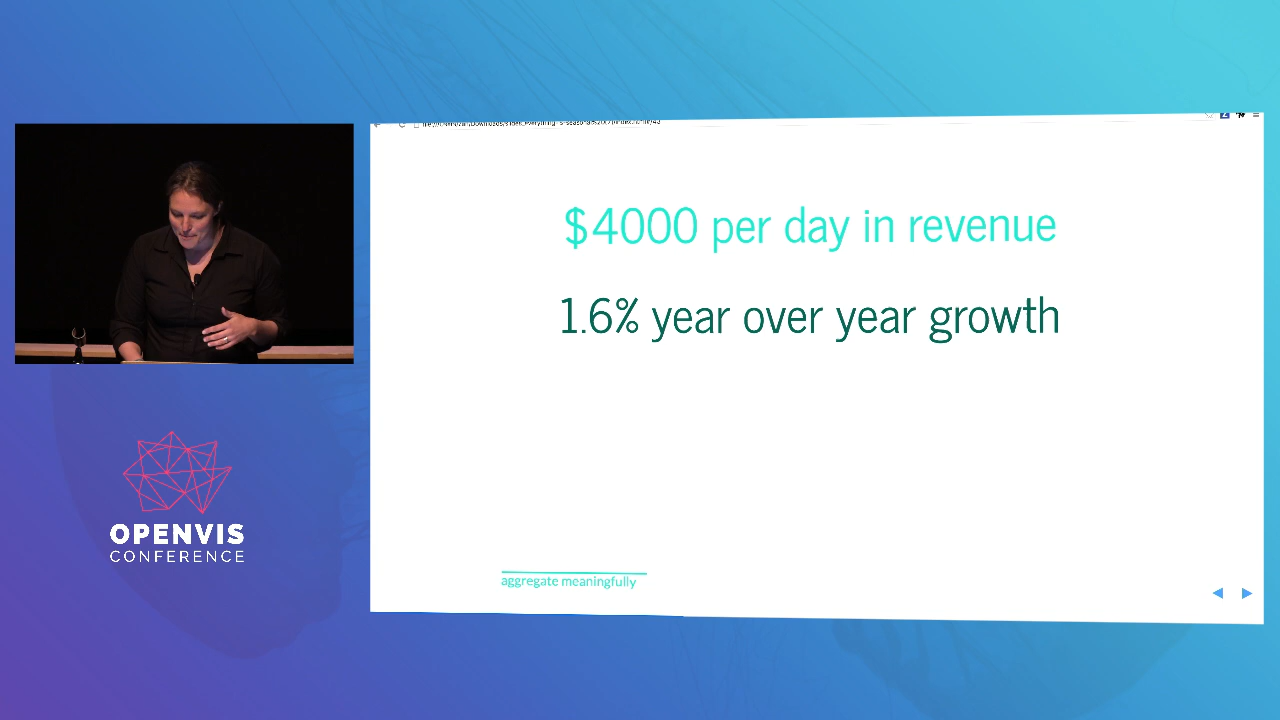 $4000 per day in revenue
1.6% year over year growth
aggregate meaningfully
OPENVIS
CONFERENCE